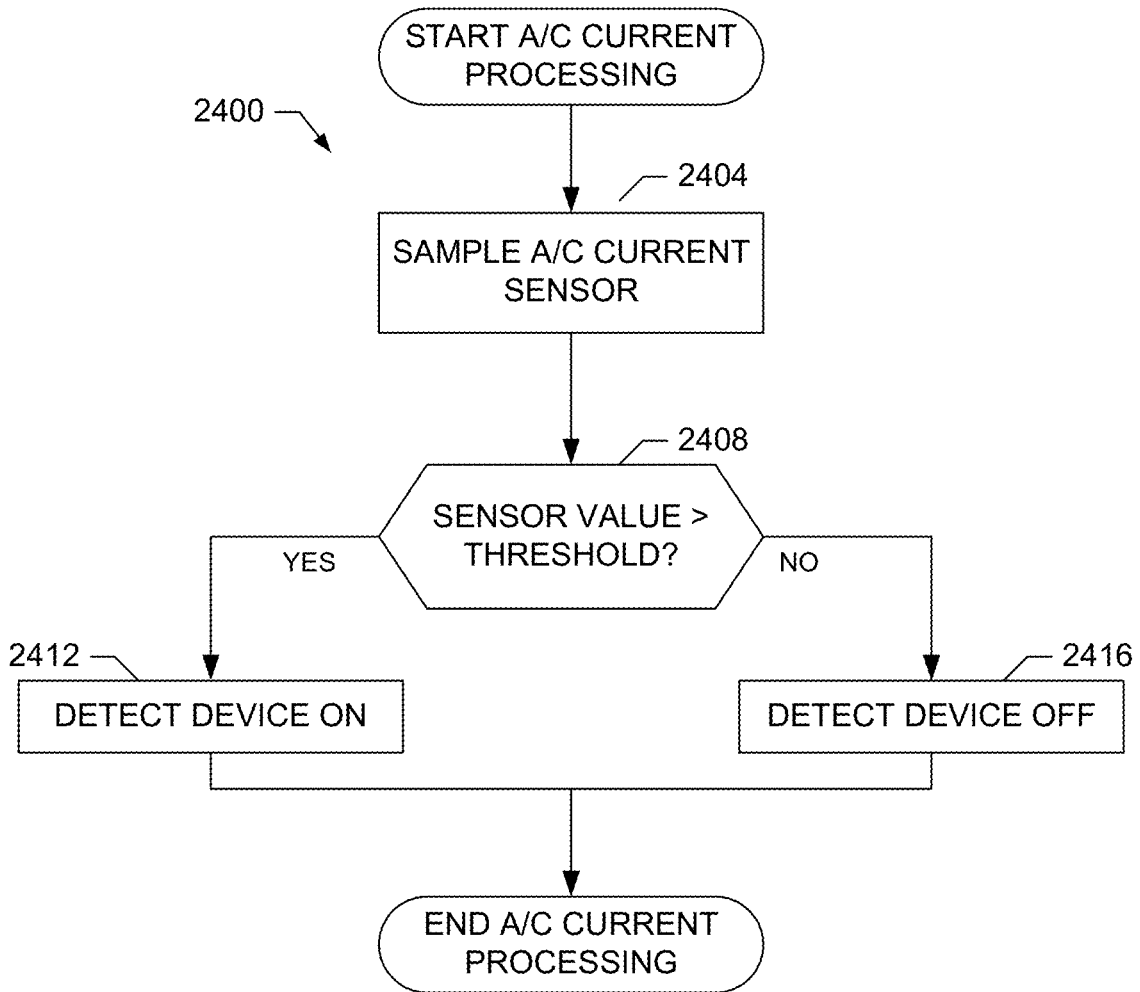 START A/C CURRENT
PROCESSING
2400
2404
SAMPLE A/C CURRENT
SENSOR
2408
SENSOR VALUE >
THRESHOLD?
YES
NO
2412
2416
DETECT DEVICE ON
DETECT DEVICE OFF
END A/C CURRENT
PROCESSING